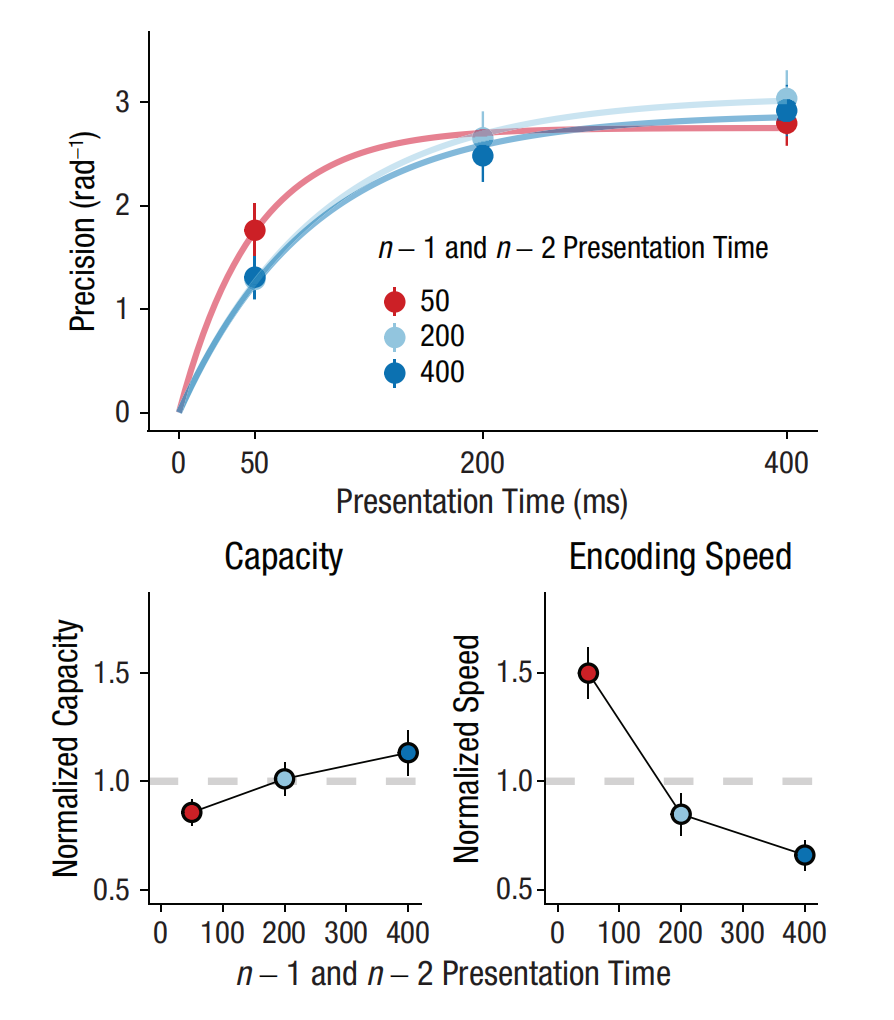 3
2
1
0
Precision (rad⁻¹)
n – 1 and n – 2 Presentation Time
50
200
400
0 50 200 400
Presentation Time (ms)
Capacity
Normalized Capacity
1.5
1.0
0.5
0 100 200 300 400
Encoding Speed
Normalized Speed
1.5
1.0
0.5
0 100 200 300 400
n – 1 and n – 2 Presentation Time